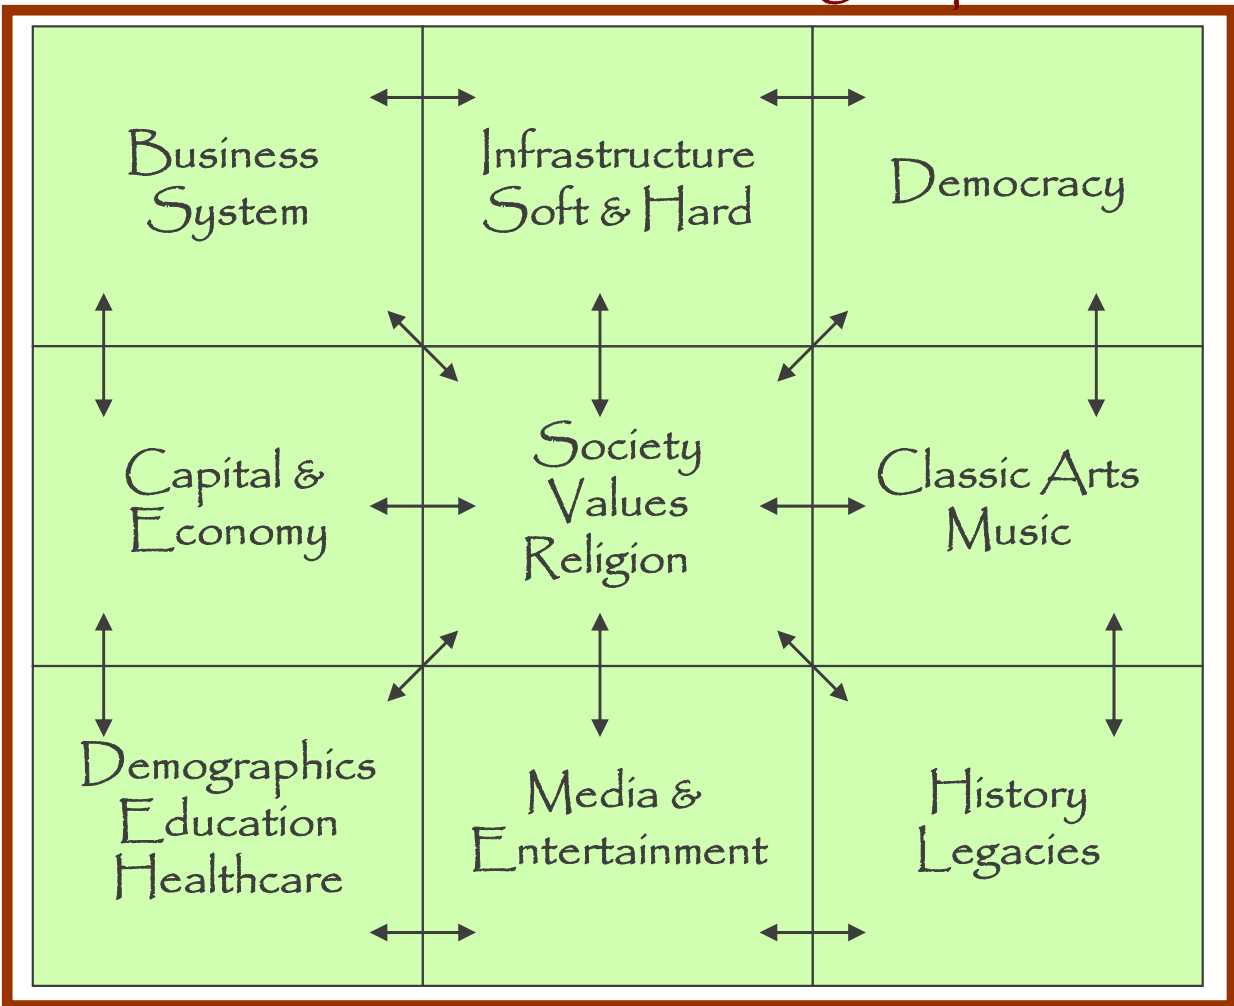 Business
System
Infrastructure
Soft & Hard
Democracy
Capital &
Economy
Society
Values
Religion
Classic Arts
Music
Demographics
Education
Healthcare
Media &
Entertainment
History
Legacies